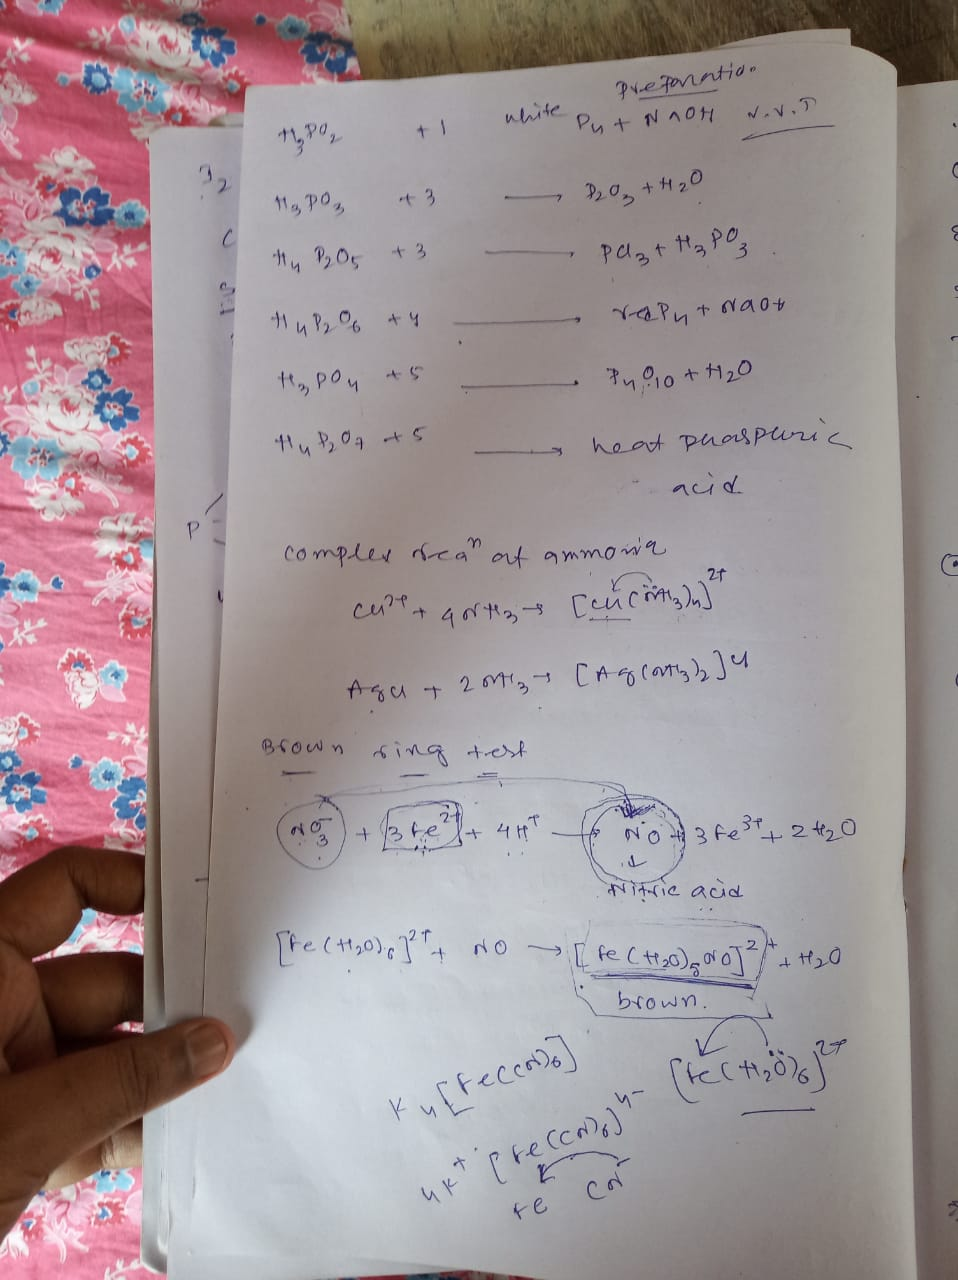 Preparation
H3PO2 +1 white P4 + NaOH V.V.I
H3PO3 +3 → P2O3 + H2O
H4P2O5 +3 → PCl3 + H3PO3
H4P2O6 +4 → red P4 + NaOH
H3PO4 +5 → P4O10 + H2O
H4P2O7 +5 → heat phaspuric
acid
complex reaⁿ of ammonia
Cu2+ + 4NH3 → [Cu(NH3)4]2+
AgCl + 2NH3 → [Ag(NH3)2]Cl
Brown ring test
NO3- + 3Fe2+ + 4H+ → NO + 3Fe3+ + 2H2O
↓
Nitric acid
[Fe(H2O)6]2+ + NO → [Fe(H2O)5NO]2+ + H2O
brown.
K4[Fe(CN)6] [Fe(H2O)6]2+
4K+ [Fe(CN)6]4-
Fe CN
P